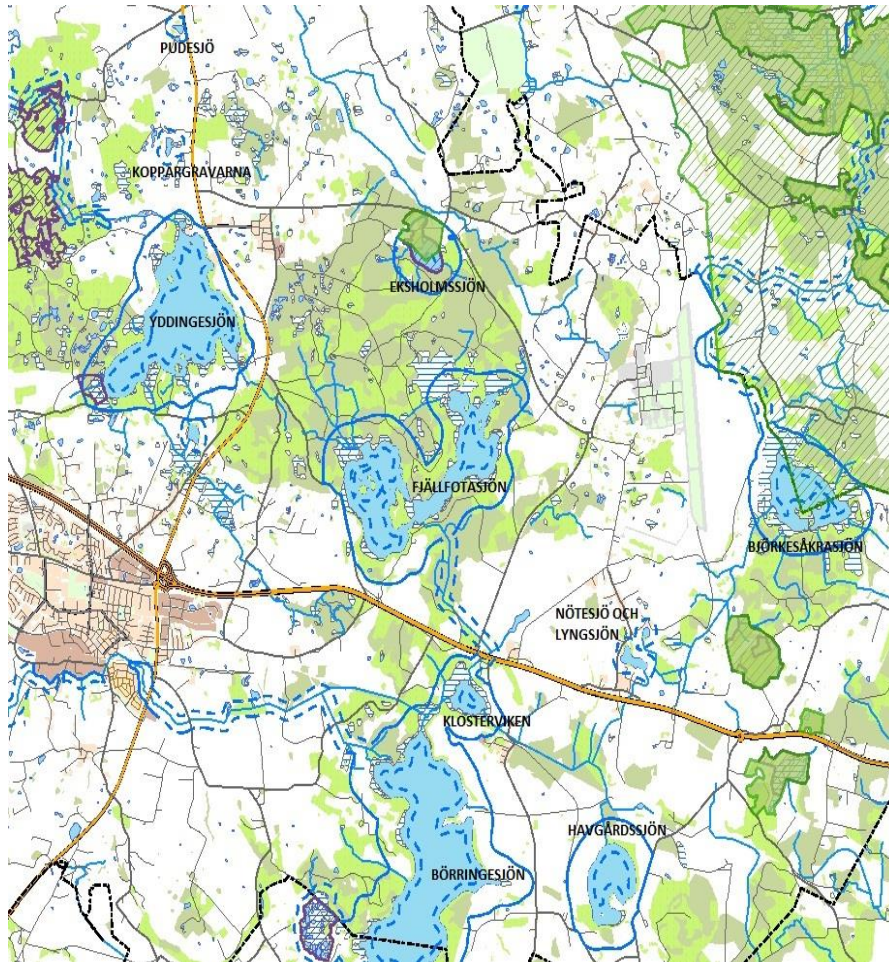 PUDESJÖ
KOPPARGRAVARNA
EKSHOLMSSJÖN
YDDINGESJÖN
FJÄLLFOTASJÖN
BJÖRKESÅKRASJÖN
NÖTESJÖ OCH
LYNGSJÖN
KLOSTERVIKEN
HAVGÅRDSSJÖN
BÖRRINGESJÖN